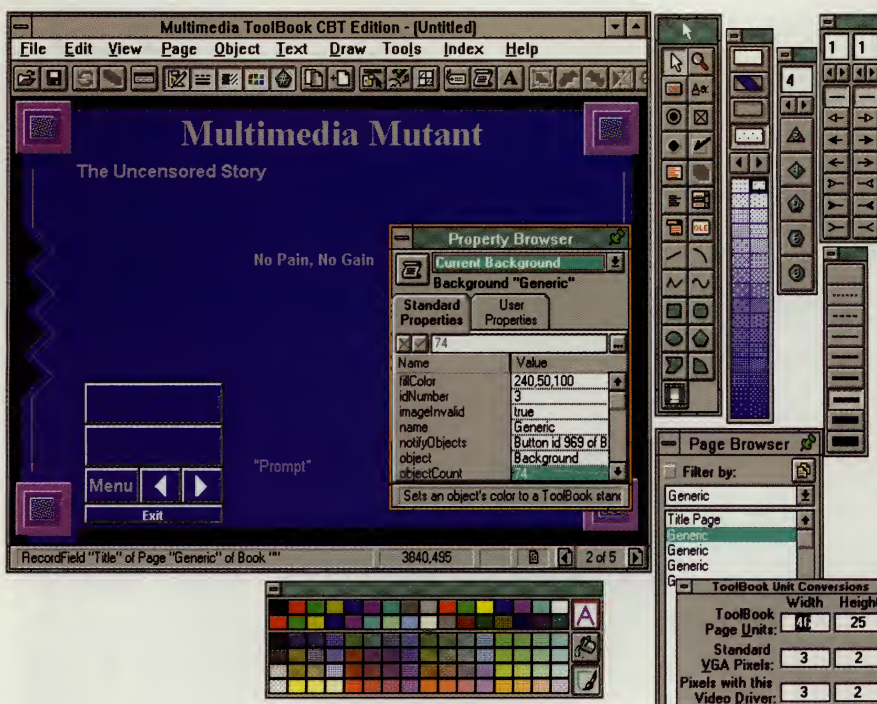 Multimedia ToolBook CBT Edition - (Untitled)
File Edit View Page Object Text Draw Tools Index Help
Multimedia Mutant
The Uncensored Story
No Pain, No Gain
"Prompt"
Menu
Exit
RecordField "Title" of Page "Generic" of Book "" 3840,495 2 of 5
Property Browser
Current Background
Background "Generic"
Standard Properties
User Properties
74
Name Value
fillColor 240,50,100
idNumber 3
imageInvalid true
name Generic
notifyObjects Button id 969 of B
object Background
objectCount 74
Sets an object's color to a ToolBook stand
A
OLE
4
1 1
Page Browser
Filter by:
Generic
Title Page
Generic
Generic
Generic
G
ToolBook Unit Conversions
Width Height
ToolBook Page Units: 40 25
Standard VGA Pixels: 3 2
Pixels with this Video Driver: 3 2
A